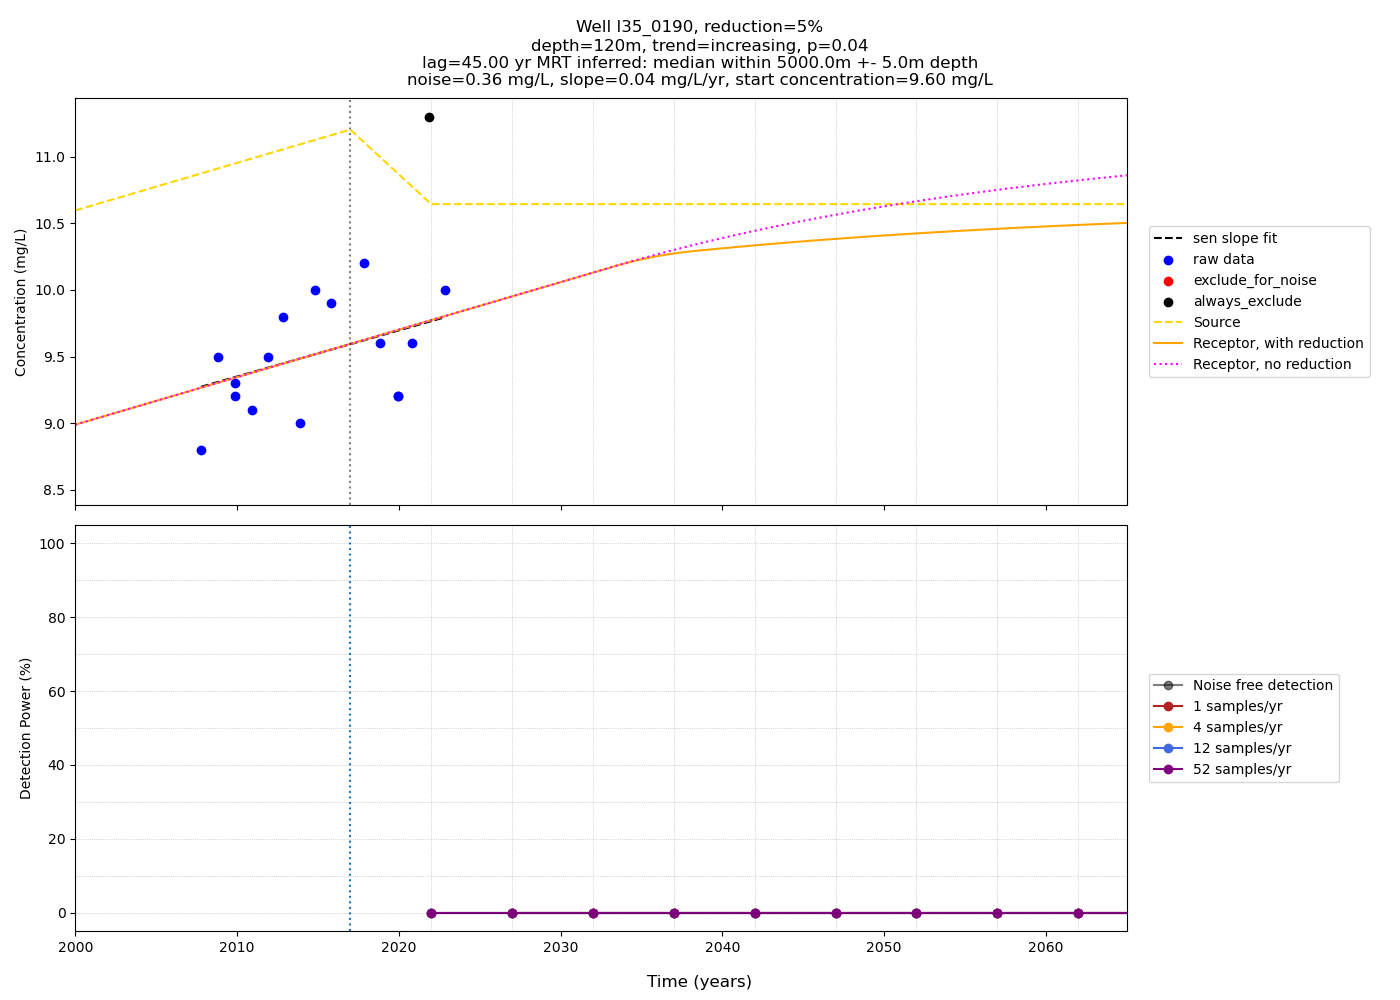 Well l35_0190, reduction=5%
depth=120m, trend=increasing, p=0.04
lag=45.00 yr MRT inferred: median within 5000.0m +- 5.0m depth
noise=0.36 mg/L, slope=0.04 mg/L/yr, start concentration=9.60 mg/L
Concentration (mg/L)
11.0
10.5
10.0
9.5
9.0
8.5
sen slope fit
raw data
exclude_for_noise
always_exclude
Source
Receptor, with reduction
Receptor, no reduction
Detection Power (%)
100
80
60
40
20
0
Noise free detection
1 samples/yr
4 samples/yr
12 samples/yr
52 samples/yr
2000 2010 2020 2030 2040 2050 2060
Time (years)